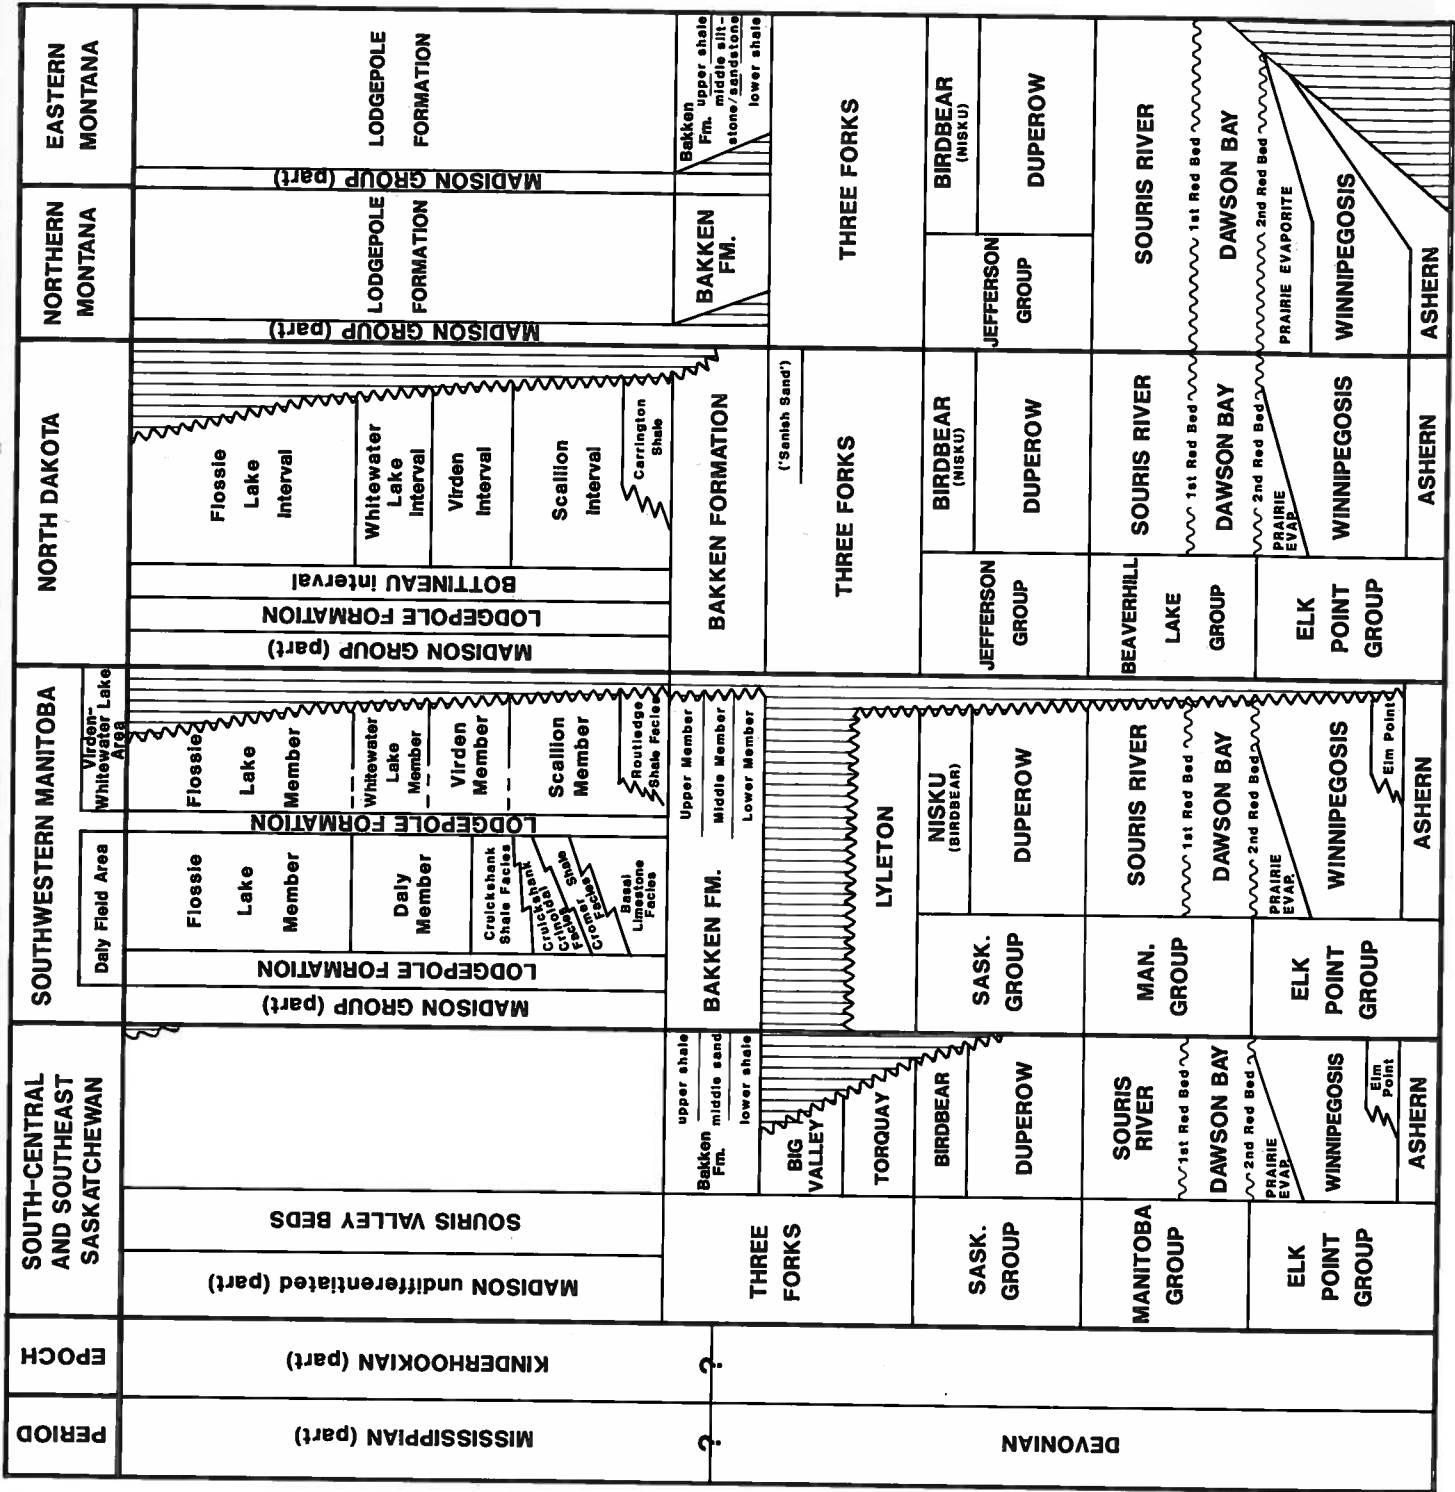 PERIOD
MISSISSIPPIAN (part)
?
DEVONIAN
EPOCH
KINDERHOOKIAN (part)
?
SOUTH-CENTRAL
AND SOUTHEAST
SASKATCHEWAN
MADISON undifferentiated (part)
SOURIS VALLEY BEDS
THREE
FORKS
Bakken
Fm.
upper shale
middle sand
lower shale
BIG
VALLEY
TORQUAY
SASK.
GROUP
BIRDBEAR
DUPEROW
MANITOBA
GROUP
SOURIS
RIVER
1st Red Bed
DAWSON BAY
2nd Red Bed
ELK
POINT
GROUP
PRAIRIE
EVAP.
WINNIPEGOSIS
Elm
Point
ASHERN
SOUTHWESTERN MANITOBA
Daly Field Area
Virden-
Whitewater Lake
Area
MADISON GROUP (part)
LODGEPOLE FORMATION
Flossie
Lake
Member
Daly
Member
Cruickshank
Shale Facies
Cruickshank
Crinoidal
Facies
Cromer Shale
Facies
Basal
Limestone
Facies
LODGEPOLE FORMATION
Flossie
Lake
Member
Whitewater
Lake
Member
Virden
Member
Scallion
Member
Routledge
Shale Facies
BAKKEN FM.
Upper Member
Middle Member
Lower Member
LYLETON
SASK.
GROUP
NISKU
(BIRDBEAR)
DUPEROW
MAN.
GROUP
SOURIS RIVER
1st Red Bed
DAWSON BAY
2nd Red Bed
ELK
POINT
GROUP
PRAIRIE
EVAP.
WINNIPEGOSIS
Elm Point
ASHERN
NORTH DAKOTA
MADISON GROUP (part)
LODGEPOLE FORMATION
BOTTINEAU interval
Flossie
Lake
Interval
Whitewater
Lake
Interval
Virden
Interval
Scallion
Interval
Carrington
Shale
BAKKEN FORMATION
('Sanish Sand')
THREE FORKS
JEFFERSON
GROUP
BIRDBEAR
(NISKU)
DUPEROW
BEAVERHILL
LAKE
GROUP
SOURIS RIVER
1st Red Bed
DAWSON BAY
2nd Red Bed
ELK
POINT
GROUP
PRAIRIE
EVAP.
WINNIPEGOSIS
ASHERN
NORTHERN
MONTANA
MADISON GROUP (part)
LODGEPOLE
FORMATION
BAKKEN
FM.
EASTERN
MONTANA
MADISON GROUP (part)
LODGEPOLE
FORMATION
Bakken
Fm.
upper shale
middle silt-
stone/sandstone
lower shale
THREE FORKS
JEFFERSON
GROUP
BIRDBEAR
(NISKU)
DUPEROW
SOURIS RIVER
1st Red Bed
1st Red Bed
DAWSON BAY
2nd Red Bed
2nd Red Bed
PRAIRIE EVAPORITE
WINNIPEGOSIS
ASHERN